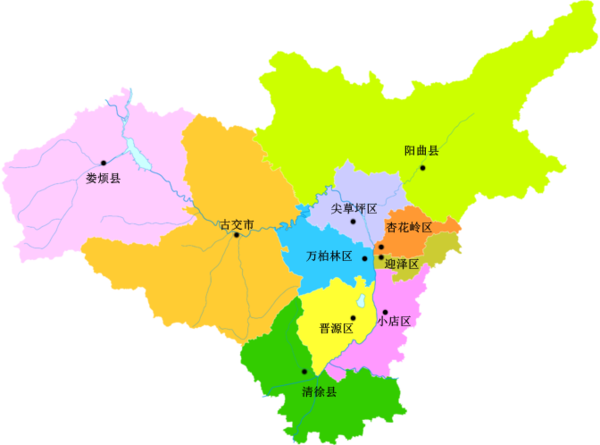 阳曲县
娄烦县
尖草坪区
古交市
杏花岭区
万柏林区
迎泽区
晋源区
小店区
清徐县